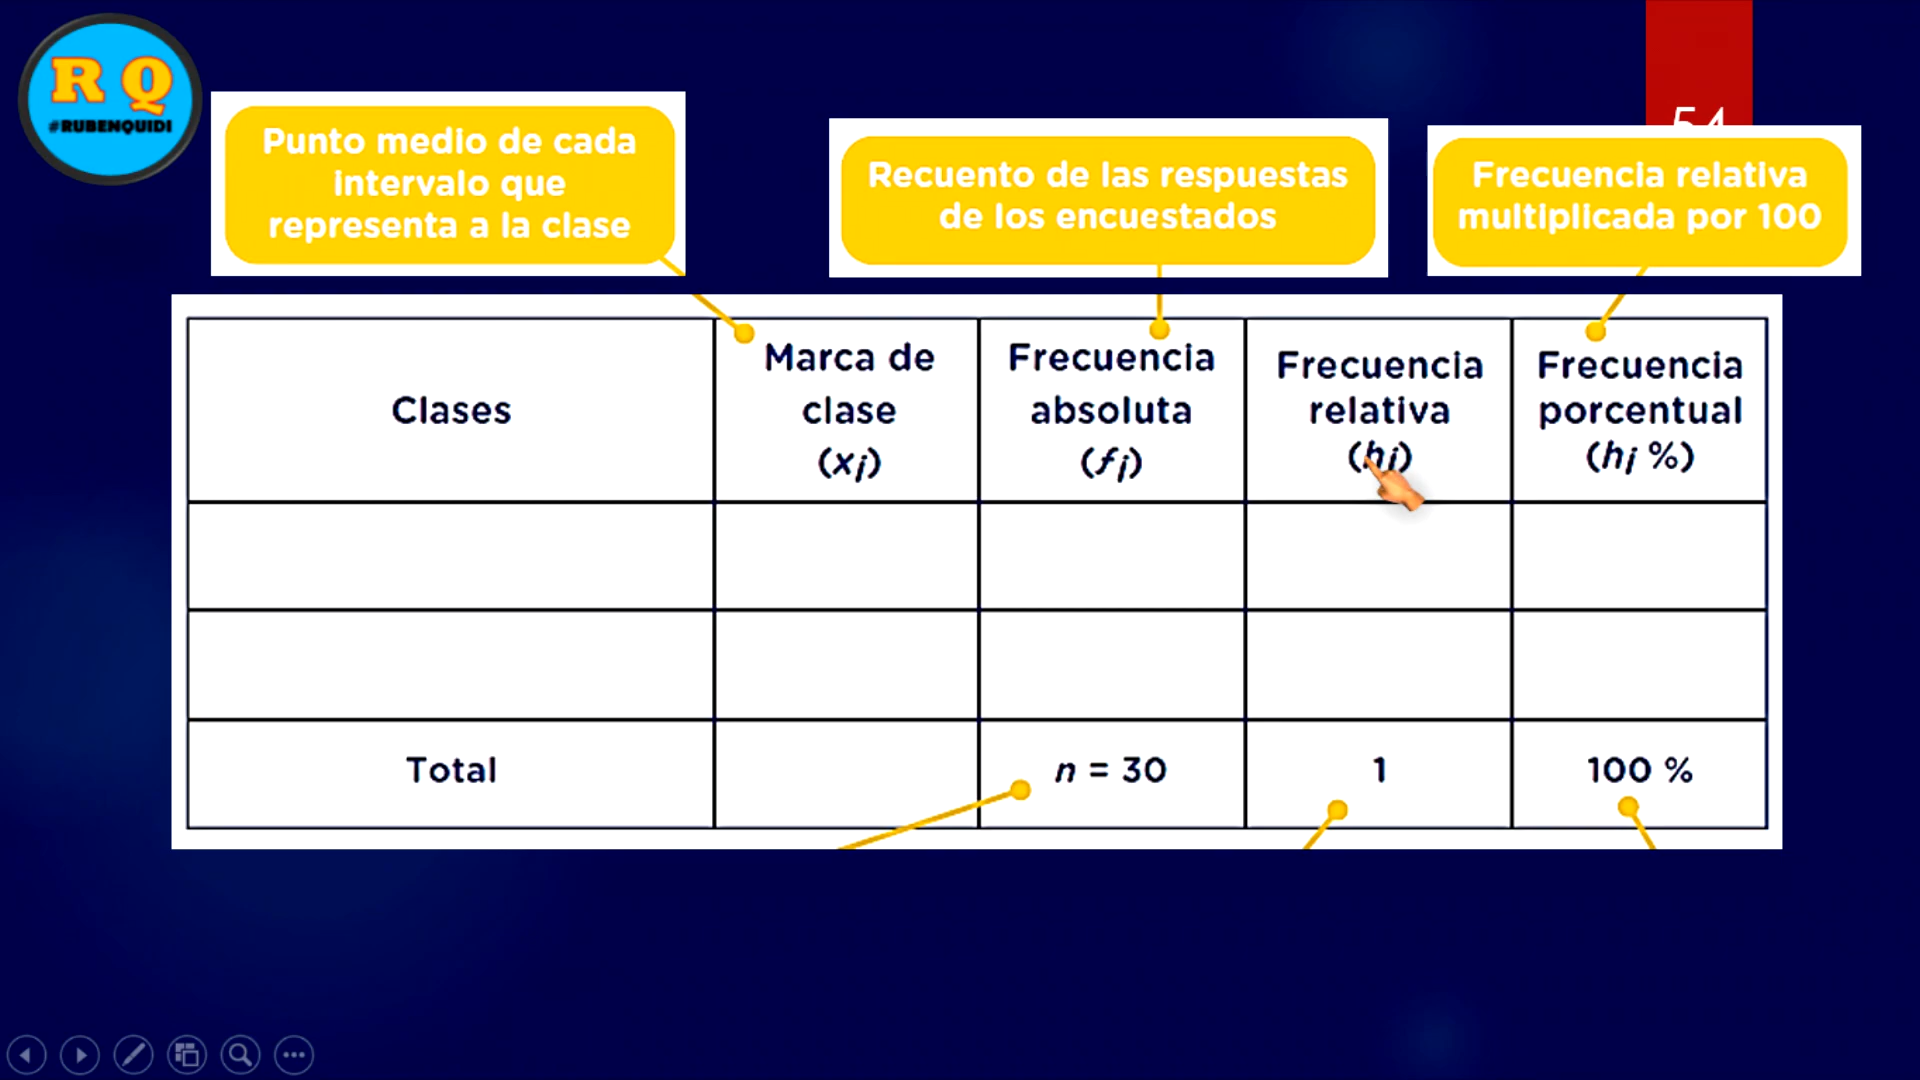 R Q
#RUBENQUIDI
54
Punto medio de cada
intervalo que
representa a la clase
Recuento de las respuestas
de los encuestados
Frecuencia relativa
multiplicada por 100
Clases
Marca de
clase
(xi)
Frecuencia
absoluta
(fi)
Frecuencia
relativa
(hi)
Frecuencia
porcentual
(hi %)
Total
n = 30
1
100 %